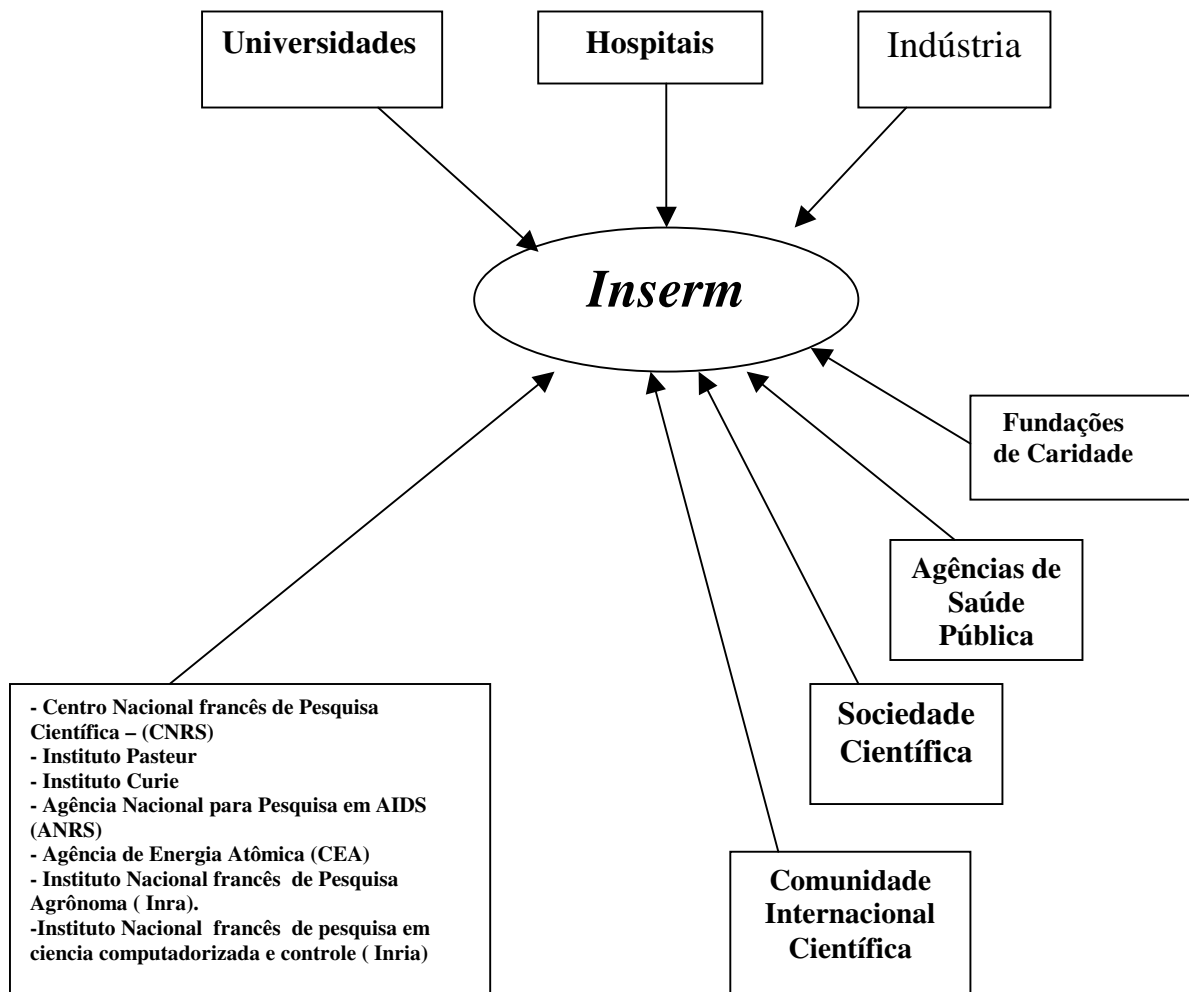 Universidades
Hospitais
Indústria
Inserm
Fundações
de Caridade
Agências de
Saúde
Pública
Sociedade
Científica
Comunidade
Internacional
Científica
- Centro Nacional francês de Pesquisa
Científica – (CNRS)
- Instituto Pasteur
- Instituto Curie
- Agência Nacional para Pesquisa em AIDS
(ANRS)
- Agência de Energia Atômica (CEA)
- Instituto Nacional francês de Pesquisa
Agrônoma ( Inra).
-Instituto Nacional francês de pesquisa em
ciencia computadorizada e controle ( Inria)